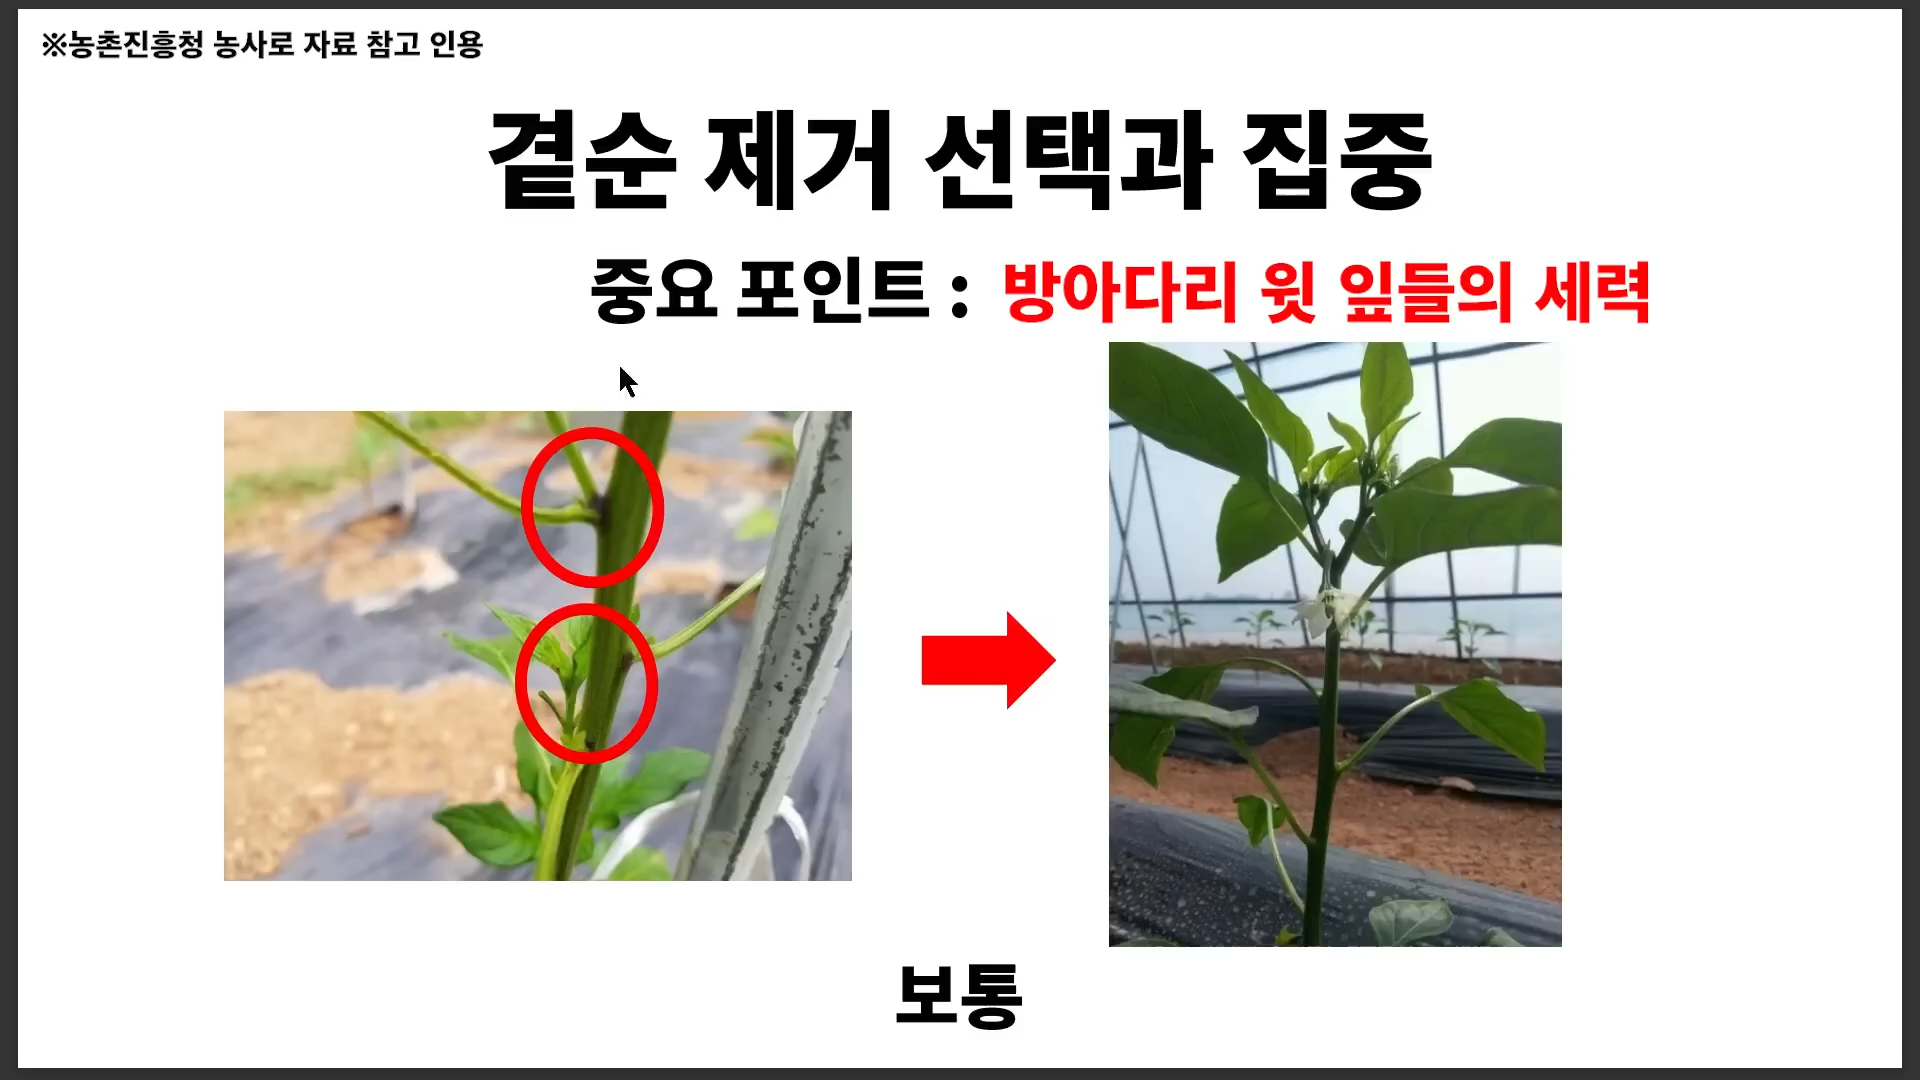 ※농촌진흥청 농사로 자료 참고 인용
곁순 제거 선택과 집중
중요 포인트 : 방아다리 윗 잎들의 세력
보통